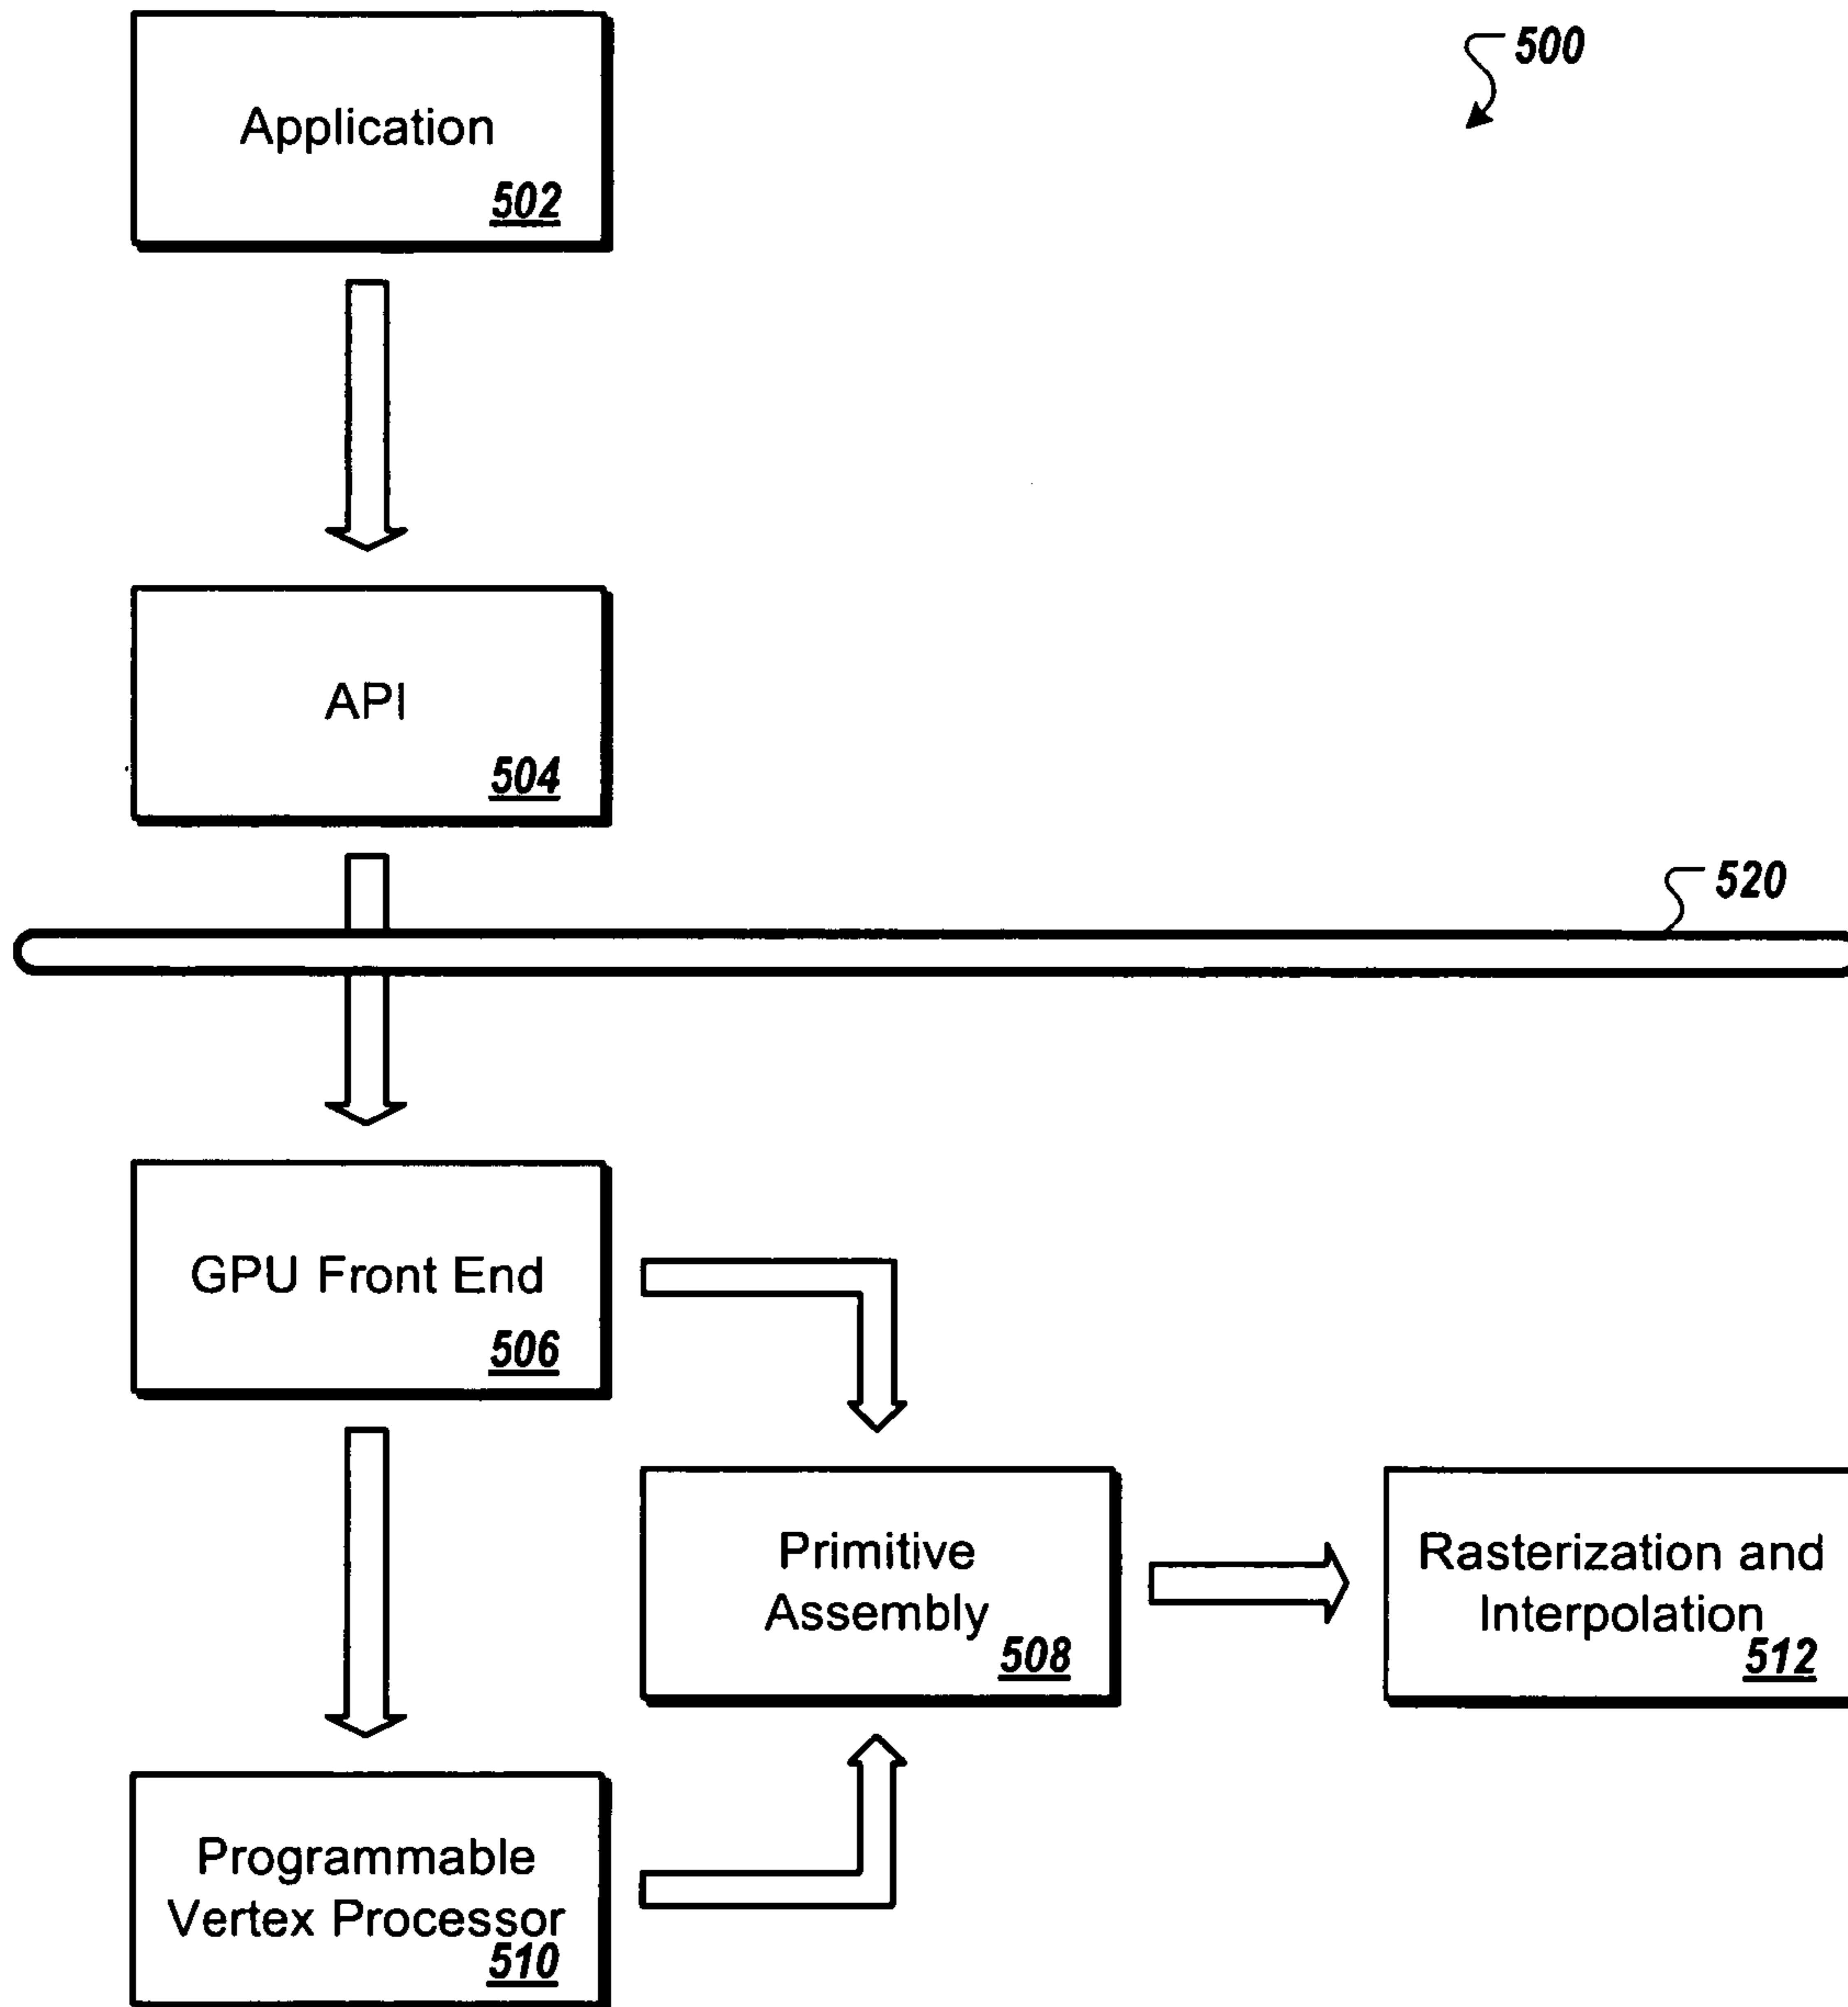 500
Application
502
API
504
520
GPU Front End
506
Primitive
Assembly
508
Rasterization and
Interpolation
512
Programmable
Vertex Processor
510